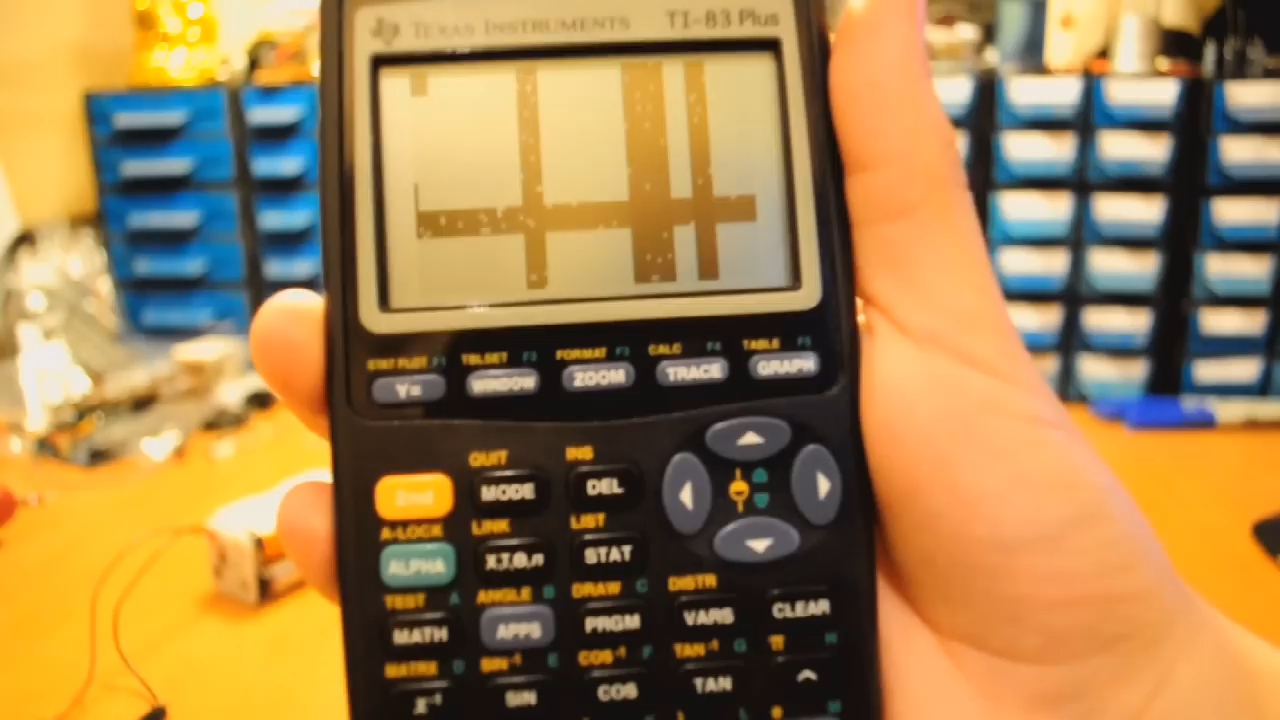 TEXAS INSTRUMENTS TI-83 Plus
STAT PLOT F1 TBLSET F2 FORMAT F3 CALC F4 TABLE F5
Y= WINDOW ZOOM TRACE GRAPH
QUIT INS
2nd MODE DEL
A-LOCK LINK LIST
ALPHA X,T,Θ,n STAT
TEST A ANGLE B DRAW C DISTR
MATH APPS PRGM VARS CLEAR
MATRX D SIN⁻¹ E COS⁻¹ F TAN⁻¹ G π H
X⁻¹ SIN COS TAN ^